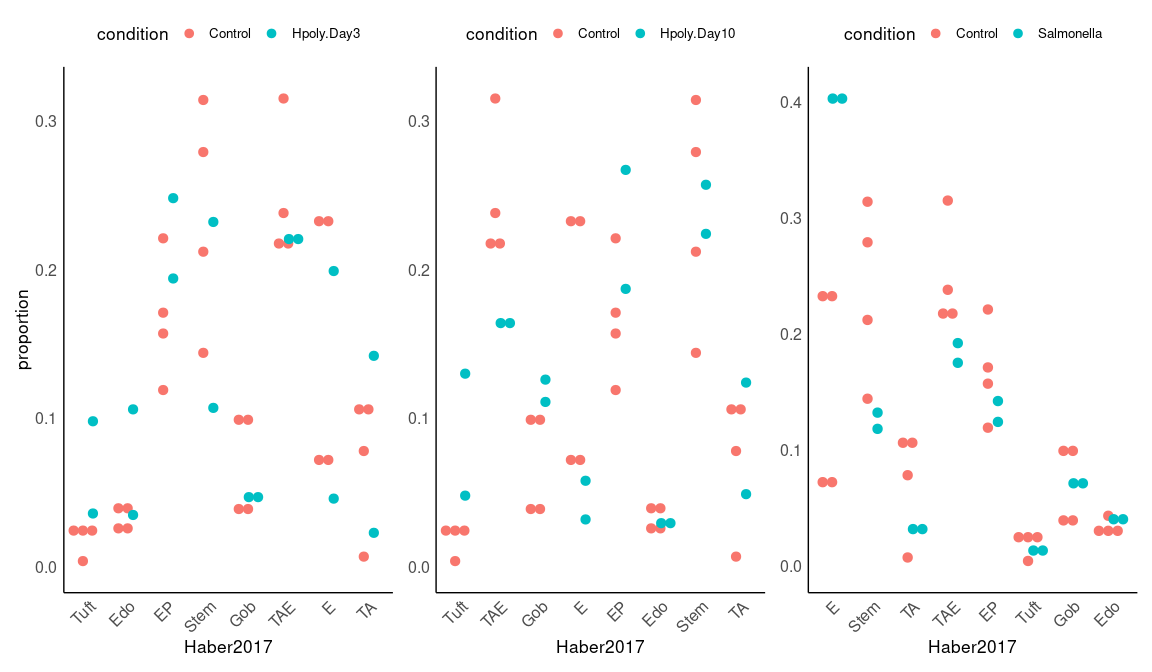 condition Control Hpoly.Day3
condition Control Hpoly.Day10
condition Control Salmonella
proportion
0.3
0.2
0.1
0.0
Tuft Edo EP Stem Gob TAE E TA
Haber2017
0.3
0.2
0.1
0.0
Tuft TAE Gob E EP Edo Stem TA
Haber2017
0.4
0.3
0.2
0.1
0.0
E Stem TA TAE EP Tuft Gob Edo
Haber2017